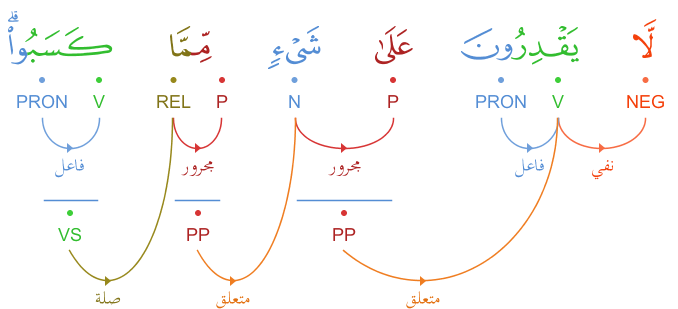 لَّا يَقْدِرُونَ عَلَىٰ شَىْءٍ مِّمَّا كَسَبُوا۟ ۗ
PRON V REL P N P PRON V NEG
نفي فاعل مجرور مجرور فاعل
VS PP PP
متعلق متعلق صلة